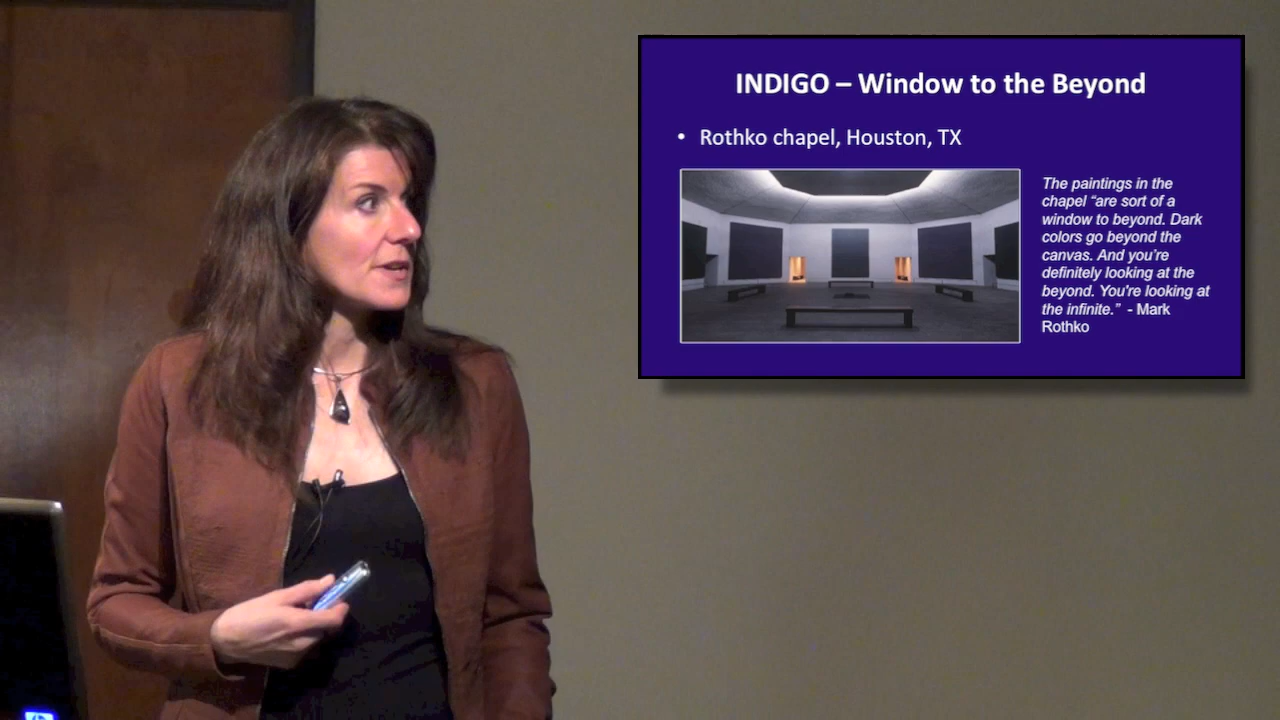 INDIGO – Window to the Beyond
• Rothko chapel, Houston, TX
The paintings in the
chapel “are sort of a
window to beyond. Dark
colors go beyond the
canvas. And you’re
definitely looking at the
beyond. You're looking at
the infinite.” - Mark
Rothko